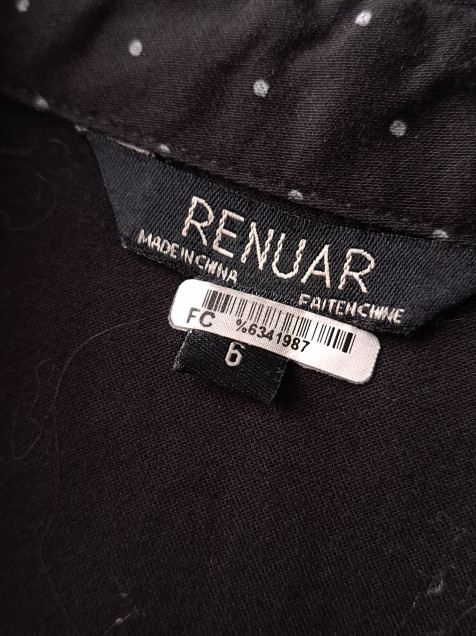 RENUAR
MADE IN CHINA
FAIT EN CHINE
FC %6341987
6